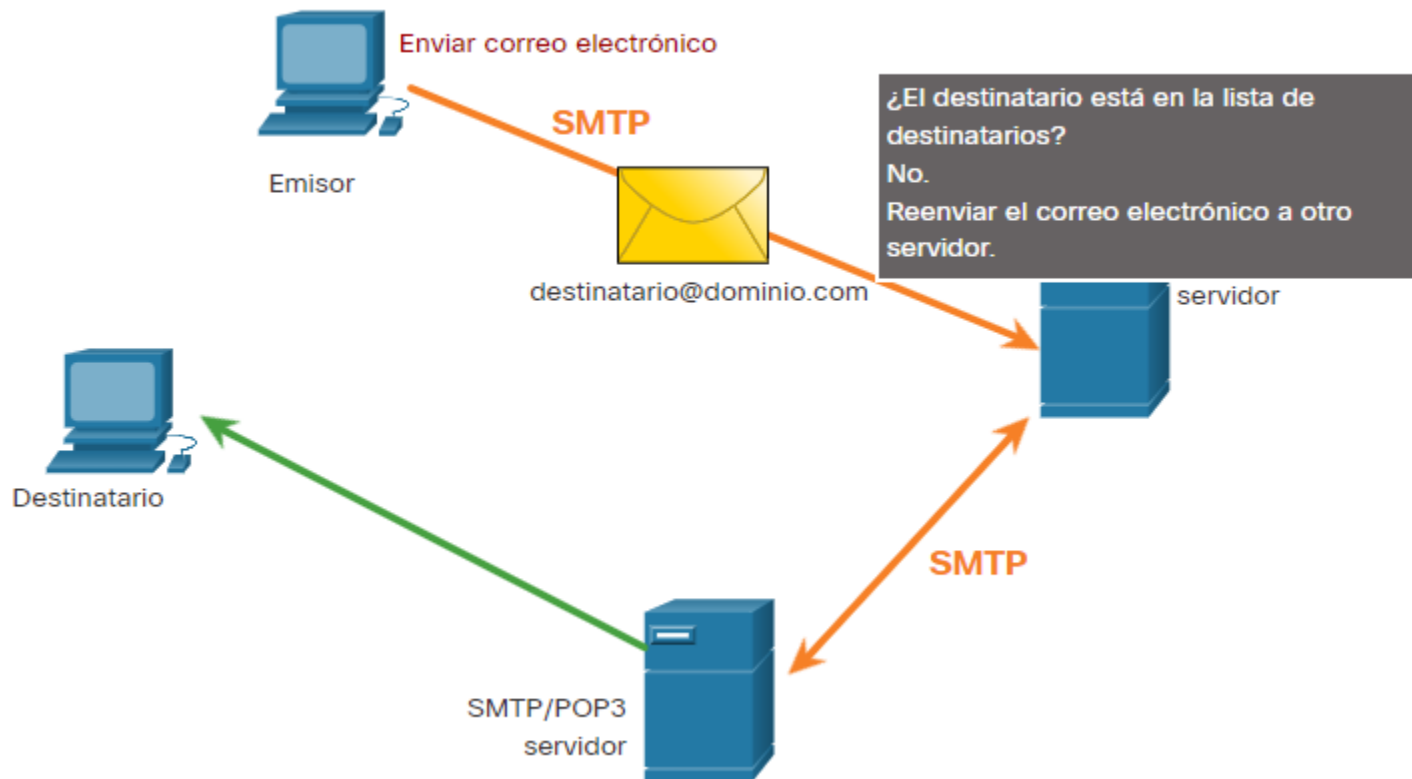 Enviar correo electrónico
SMTP
Emisor
¿El destinatario está en la lista de
destinatarios?
No.
Reenviar el correo electrónico a otro
servidor.
destinatario@dominio.com
servidor
Destinatario
SMTP
SMTP/POP3
servidor